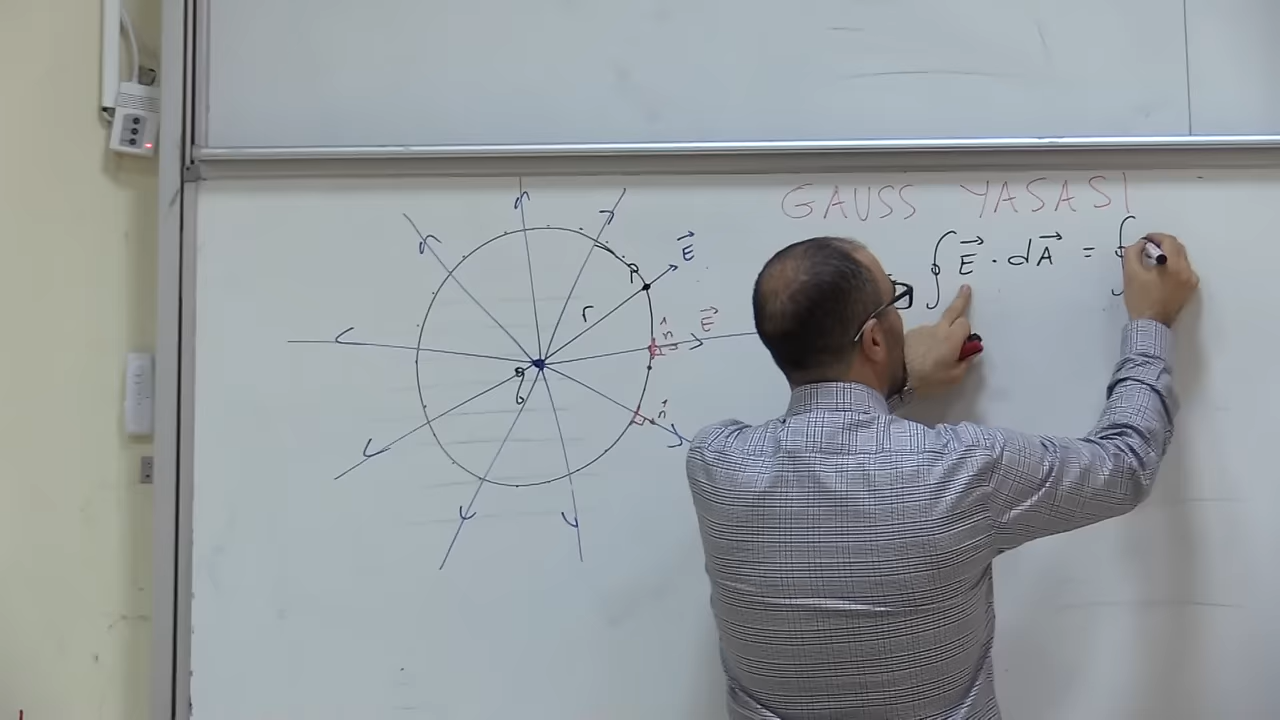 GAUSS YASASI
∮ E⃗ · dA⃗ = ∮
E⃗
P
r
n̂
E⃗
n̂